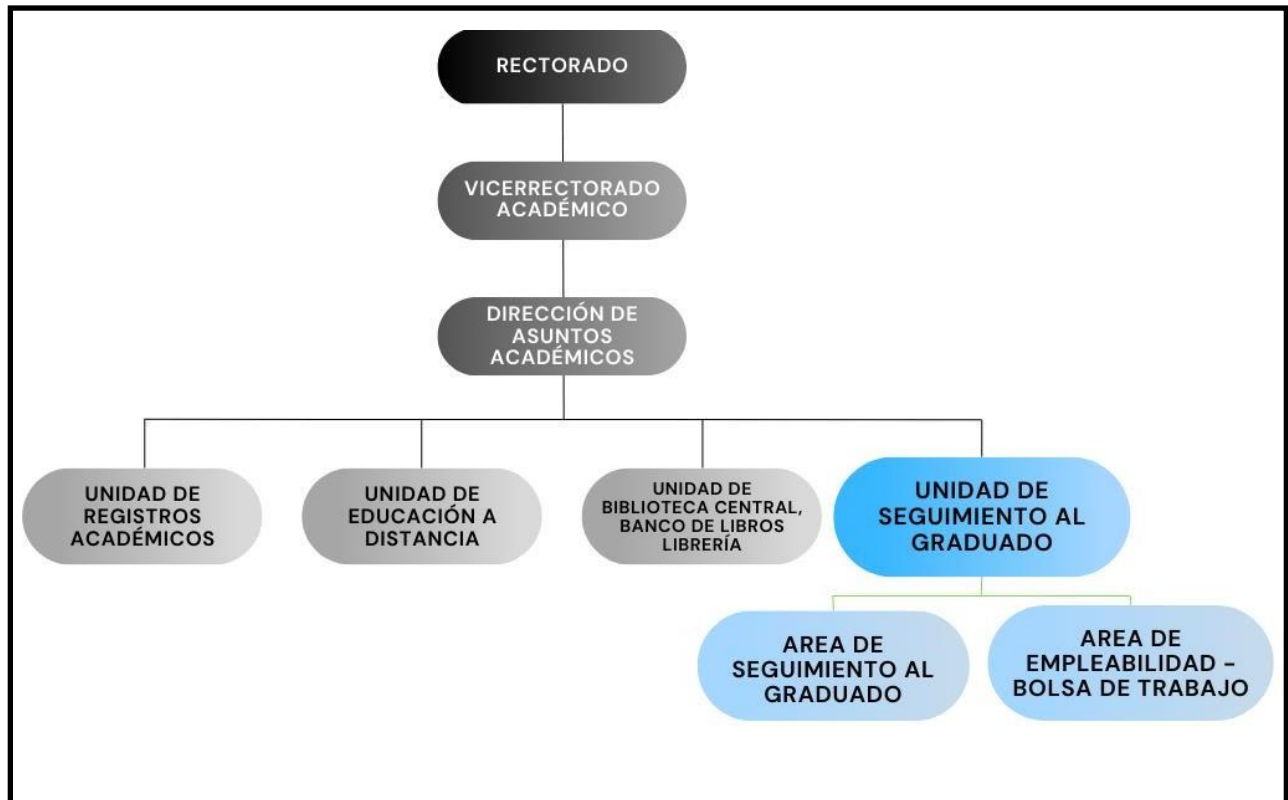 RECTORADO
VICERRECTORADO
ACADÉMICO
DIRECCIÓN DE
ASUNTOS
ACADÉMICOS
UNIDAD DE
REGISTROS
ACADÉMICOS
UNIDAD DE
EDUCACIÓN A
DISTANCIA
UNIDAD DE
BIBLIOTECA CENTRAL,
BANCO DE LIBROS
LIBRERÍA
UNIDAD DE
SEGUIMIENTO AL
GRADUADO
AREA DE
SEGUIMIENTO AL
GRADUADO
AREA DE
EMPLEABILIDAD -
BOLSA DE TRABAJO